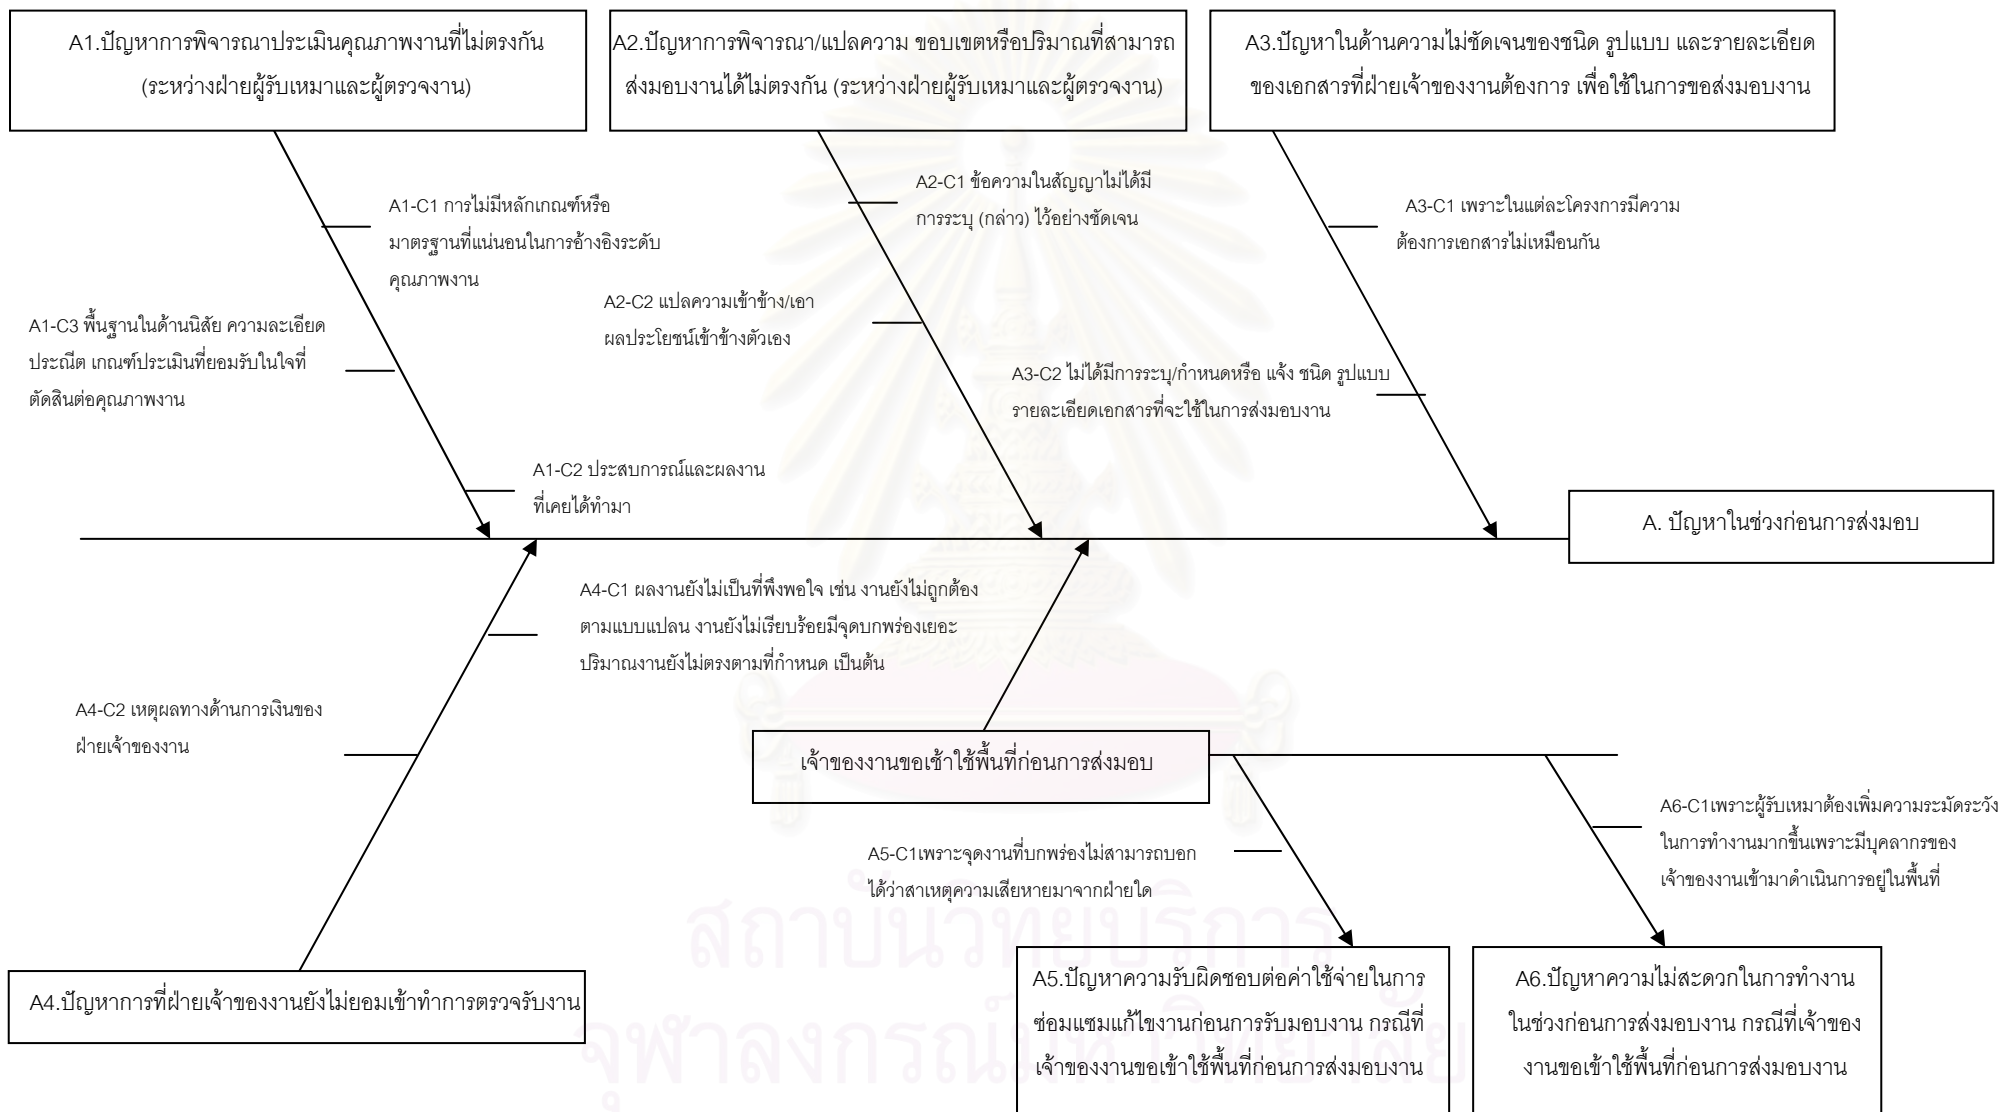 A1.ปัญหาการพิจารณาประเมินคุณภาพงานที่ไม่ตรงกัน
(ระหว่างฝ่ายผู้รับเหมาและผู้ตรวจงาน)
A2.ปัญหาการพิจารณา/แปลความ ขอบเขตหรือปริมาณที่สามารถ
ส่งมอบงานได้ไม่ตรงกัน (ระหว่างฝ่ายผู้รับเหมาและผู้ตรวจงาน)
A3.ปัญหาในด้านความไม่ชัดเจนของชนิด รูปแบบ และรายละเอียด
ของเอกสารที่ฝ่ายเจ้าของงานต้องการ เพื่อใช้ในการขอส่งมอบงาน
A1-C1 การไม่มีหลักเกณฑ์หรือ
มาตรฐานที่แน่นอนในการอ้างอิงระดับ
คุณภาพงาน
A2-C1 ข้อความในสัญญาไม่ได้มี
การระบุ (กล่าว) ไว้อย่างชัดเจน
A3-C1 เพราะในแต่ละโครงการมีความ
ต้องการเอกสารไม่เหมือนกัน
A1-C3 พื้นฐานในด้านนิสัย ความละเอียด
ประณีต เกณฑ์ประเมินที่ยอมรับในใจที่
ตัดสินต่อคุณภาพงาน
A2-C2 แปลความเข้าข้าง/เอา
ผลประโยชน์เข้าข้างตัวเอง
A3-C2 ไม่ได้มีการระบุ/กำหนดหรือ แจ้ง ชนิด รูปแบบ
รายละเอียดเอกสารที่จะใช้ในการส่งมอบงาน
A1-C2 ประสบการณ์และผลงาน
ที่เคยได้ทำมา
A. ปัญหาในช่วงก่อนการส่งมอบ
A4-C1 ผลงานยังไม่เป็นที่พึงพอใจ เช่น งานยังไม่ถูกต้อง
ตามแบบแปลน งานยังไม่เรียบร้อยมีจุดบกพร่องเยอะ
ปริมาณงานยังไม่ตรงตามที่กำหนด เป็นต้น
A4-C2 เหตุผลทางด้านการเงินของ
ฝ่ายเจ้าของงาน
เจ้าของงานขอเช้าใช้พื้นที่ก่อนการส่งมอบ
A6-C1เพราะผู้รับเหมาต้องเพิ่มความระมัดระวัง
ในการทำงานมากขึ้นเพราะมีบุคลากรของ
เจ้าของงานเข้ามาดำเนินการอยู่ในพื้นที่
A5-C1เพราะจุดงานที่บกพร่องไม่สามารถบอก
ได้ว่าสาเหตุความเสียหายมาจากฝ่ายใด
A4.ปัญหาการที่ฝ่ายเจ้าของงานยังไม่ยอมเข้าทำการตรวจรับงาน
A5.ปัญหาความรับผิดชอบต่อค่าใช้จ่ายในการ
ซ่อมแซมแก้ไขงานก่อนการรับมอบงาน กรณีที่
เจ้าของงานขอเข้าใช้พื้นที่ก่อนการส่งมอบงาน
A6.ปัญหาความไม่สะดวกในการทำงาน
ในช่วงก่อนการส่งมอบงาน กรณีที่เจ้าของ
งานขอเข้าใช้พื้นที่ก่อนการส่งมอบงาน
สถาบันวิทยบริการ
จุฬาลงกรณ์มหาวิทยาลัย